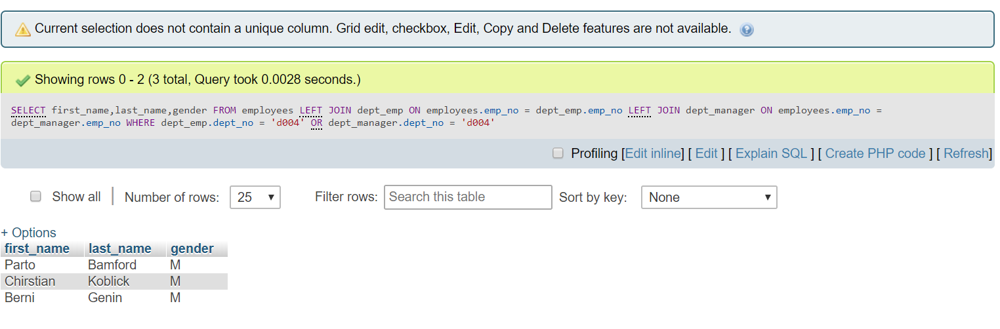 Current selection does not contain a unique column. Grid edit, checkbox, Edit, Copy and Delete features are not available.
Showing rows 0 - 2 (3 total, Query took 0.0028 seconds.)
SELECT first_name,last_name,gender FROM employees LEFT JOIN dept_emp ON employees.emp_no = dept_emp.emp_no LEFT JOIN dept_manager ON employees.emp_no =
dept_manager.emp_no WHERE dept_emp.dept_no = 'd004' OR dept_manager.dept_no = 'd004'
Profiling [Edit inline] [ Edit ] [ Explain SQL ] [ Create PHP code ] [ Refresh]
Show all | Number of rows: 25 Filter rows: Search this table Sort by key: None
+ Options
first_name last_name gender
Parto Bamford M
Chirstian Koblick M
Berni Genin M